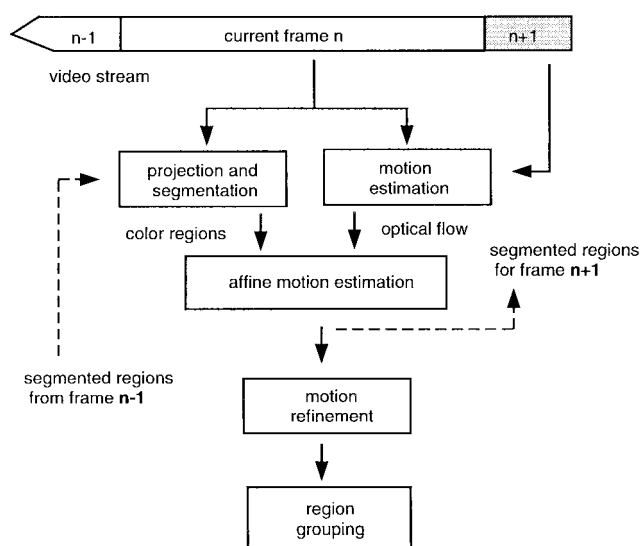 n-1
current frame n
n+1
video stream
projection and
segmentation
motion
estimation
color regions
optical flow
affine motion estimation
segmented regions
for frame n+1
segmented regions
from frame n-1
motion
refinement
region
grouping